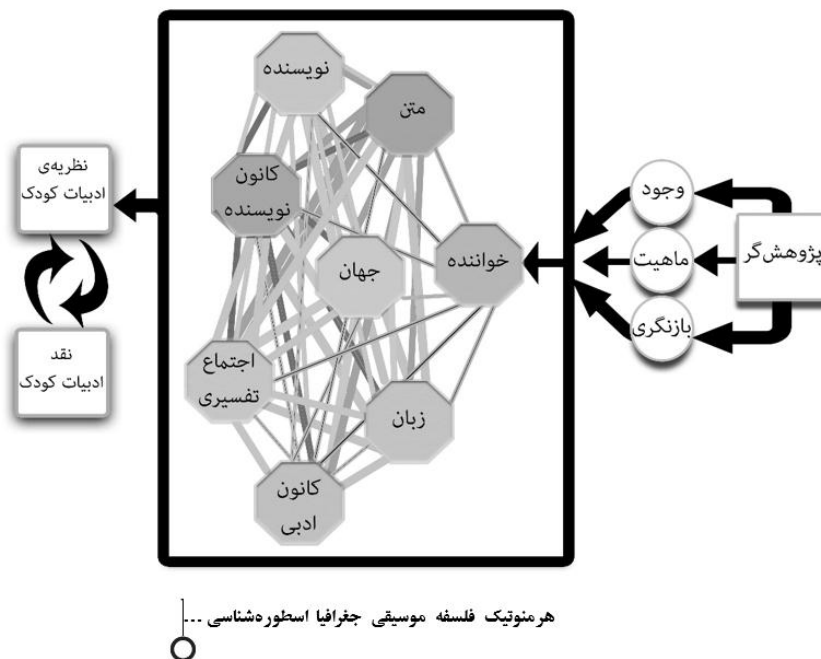 پژوهش‌گر
وجود
ماهیت
بازنگری
نویسنده
متن
کانون
نویسنده
خواننده
جهان
اجتماع
تفسیری
زبان
کانون
ادبی
نظریه‌ی
ادبیات کودک
نقد
ادبیات کودک
هرمنوتیک فلسفه موسیقی جغرافیا اسطوره‌شناسی ...